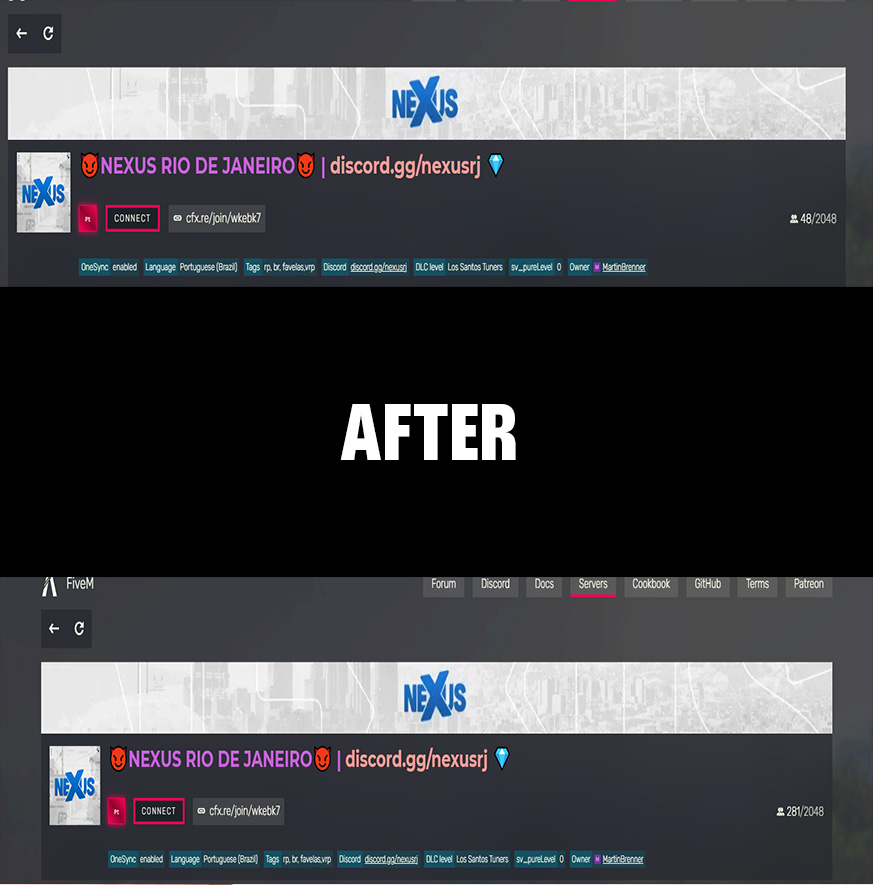 NEXUS
NEXUS
😈NEXUS RIO DE JANEIRO😈 | discord.gg/nexusrj 💎
Pt CONNECT cfx.re/join/wkebk7 48/2048
OneSync enabled Language Portuguese (Brazil) Tags rp, br, favelas,vrp Discord discord.gg/nexusrj DLC level Los Santos Tuners sv_pureLevel 0 Owner M MartinBrenner
AFTER
FiveM Forum Discord Docs Servers Cookbook GitHub Terms Patreon
NEXUS
NEXUS
😈NEXUS RIO DE JANEIRO😈 | discord.gg/nexusrj 💎
Pt CONNECT cfx.re/join/wkebk7 281/2048
OneSync enabled Language Portuguese (Brazil) Tags rp, br, favelas,vrp Discord discord.gg/nexusrj DLC level Los Santos Tuners sv_pureLevel 0 Owner M MartinBrenner